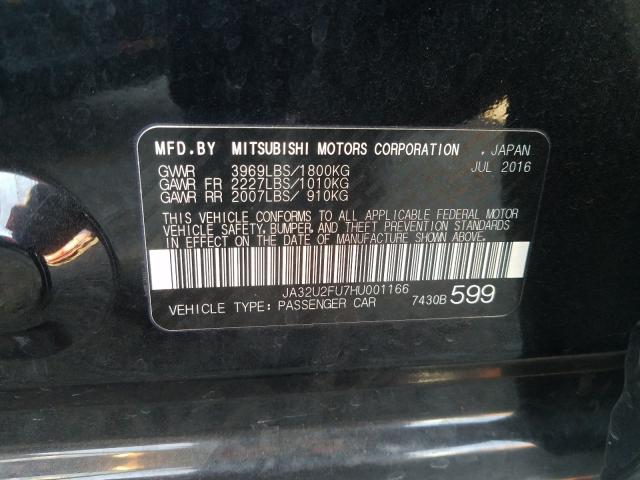 MFD.BY MITSUBISHI MOTORS CORPORATION . JAPAN
GVWR 3969LBS/1800KG JUL 2016
GAWR FR 2227LBS/1010KG
GAWR RR 2007LBS/ 910KG
THIS VEHICLE CONFORMS TO ALL APPLICABLE FEDERAL MOTOR
VEHICLE SAFETY, BUMPER, AND THEFT PREVENTION STANDARDS
IN EFFECT ON THE DATE OF MANUFACTURE SHOWN ABOVE.
JA32U2FU7HU001166
VEHICLE TYPE: PASSENGER CAR 7430B 599